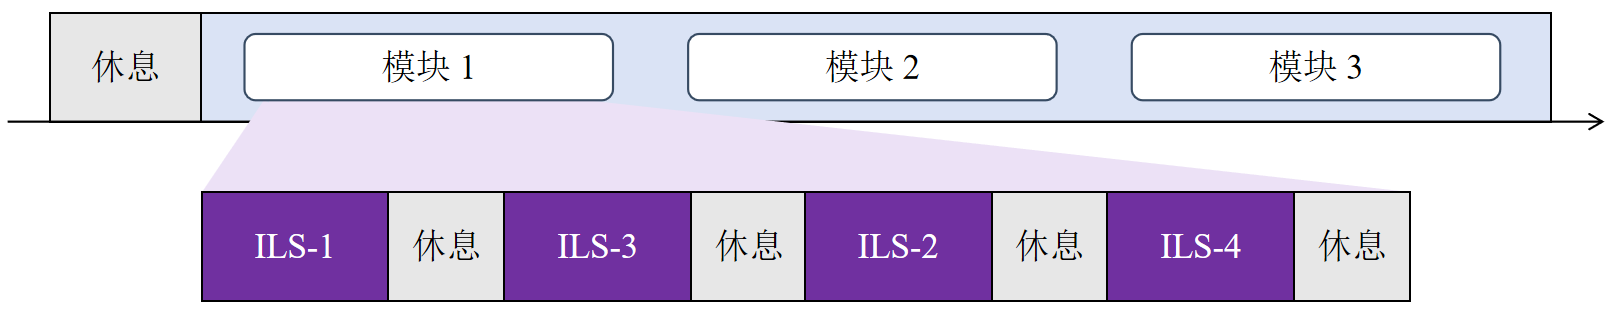 休息 模块 1 模块 2 模块 3
ILS-1 休息 ILS-3 休息 ILS-2 休息 ILS-4 休息